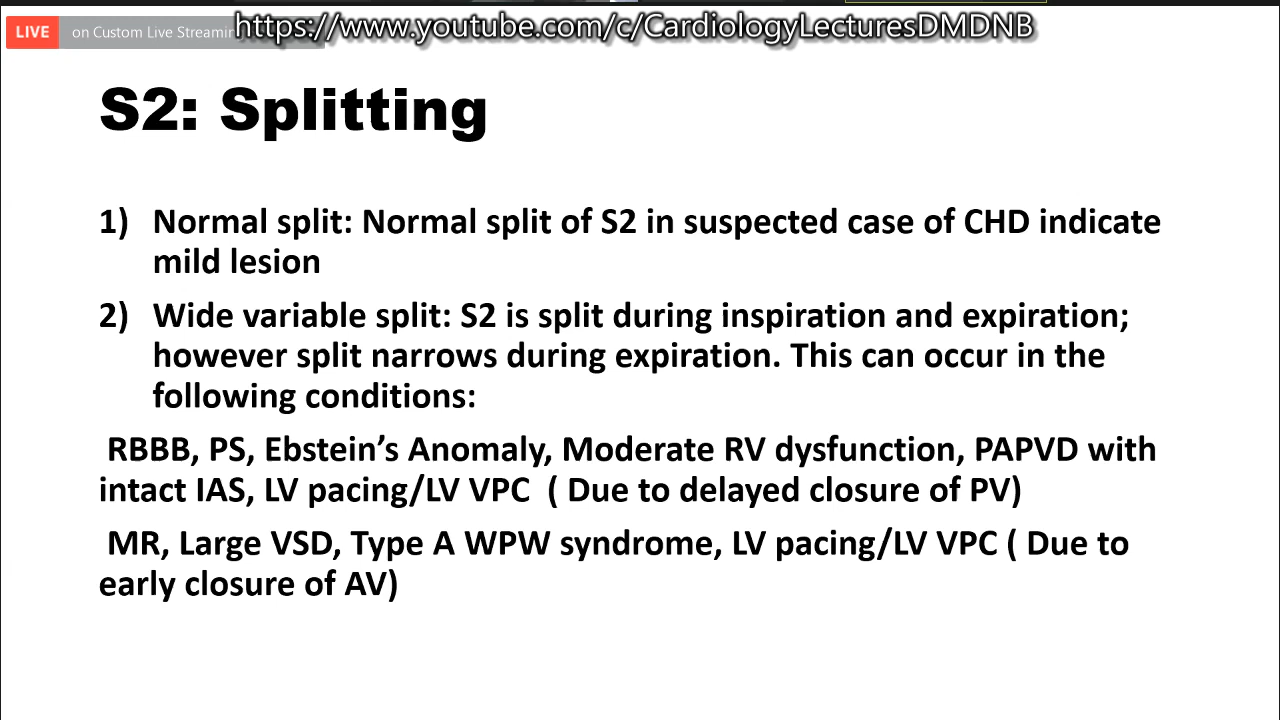 LIVE on Custom Live Streamin
https://www.youtube.com/c/CardiologyLecturesDMDNB
S2: Splitting
1) Normal split: Normal split of S2 in suspected case of CHD indicate
mild lesion
2) Wide variable split: S2 is split during inspiration and expiration;
however split narrows during expiration. This can occur in the
following conditions:
RBBB, PS, Ebstein’s Anomaly, Moderate RV dysfunction, PAPVD with
intact IAS, LV pacing/LV VPC ( Due to delayed closure of PV)
MR, Large VSD, Type A WPW syndrome, LV pacing/LV VPC ( Due to
early closure of AV)